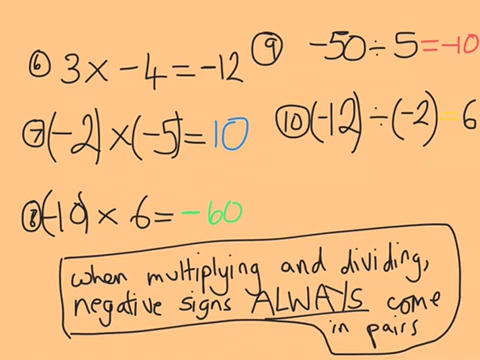 ⑥ 3 x -4 = -12
⑦ (-2) x (-5) = 10
⑧ (-10) x 6 = -60
⑨ -50 ÷ 5 = -10
⑩ (-12) ÷ (-2) = 6
when multiplying and dividing,
negative signs ALWAYS come
in pairs